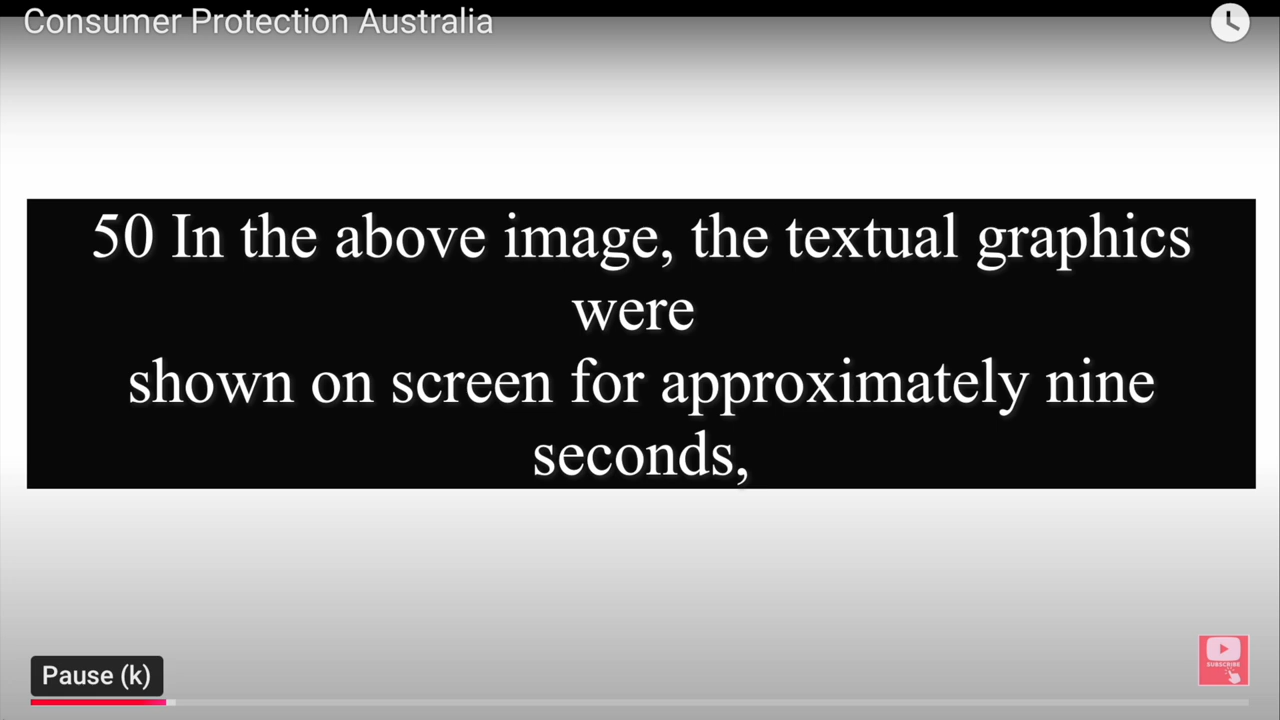 Consumer Protection Australia
50 In the above image, the textual graphics
were
shown on screen for approximately nine
seconds,
SUBSCRIBE
Pause (k)